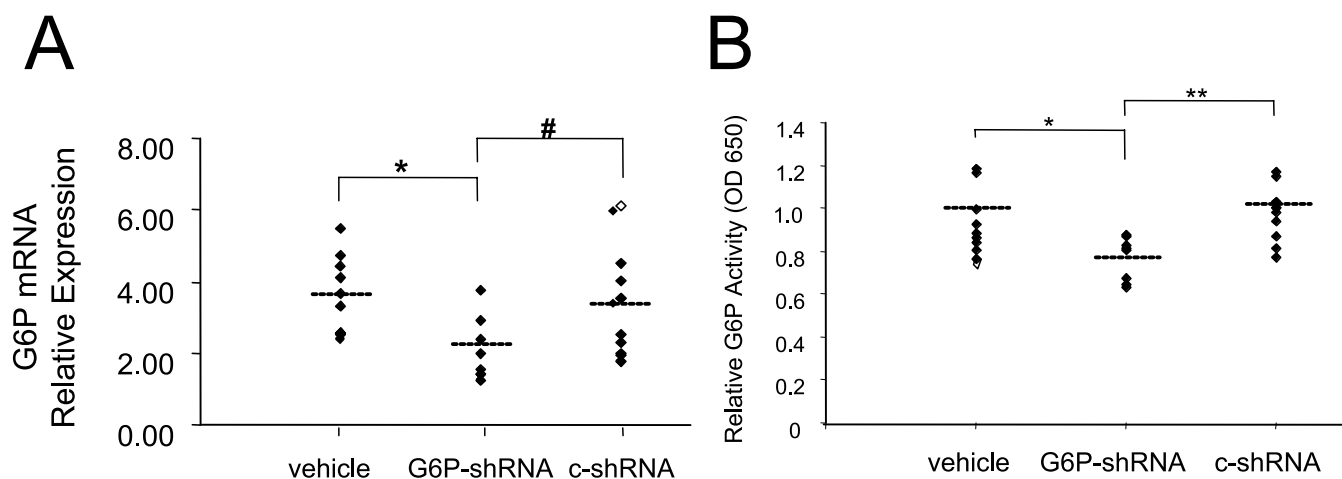 A
B
G6P mRNA
Relative Expression
8.00
6.00
4.00
2.00
0.00
*
#
vehicle
G6P-shRNA
c-shRNA
Relative G6P Activity (OD 650)
1.4
1.2
1.0
0.8
0.6
0.4
0.2
0
*
**
vehicle
G6P-shRNA
c-shRNA